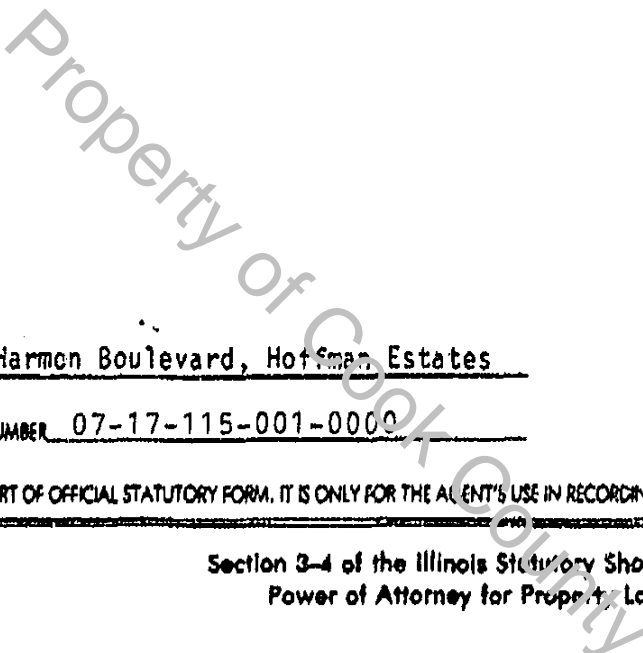 Property of Cook County
Harmon Boulevard, Hoffman Estates
UMBER 07-17-115-001-0000
RT OF OFFICIAL STATUTORY FORM. IT IS ONLY FOR THE AGENT'S USE IN RECORDIN
Section 3-4 of the Illinois Statutory Sho
Power of Attorney for Property La